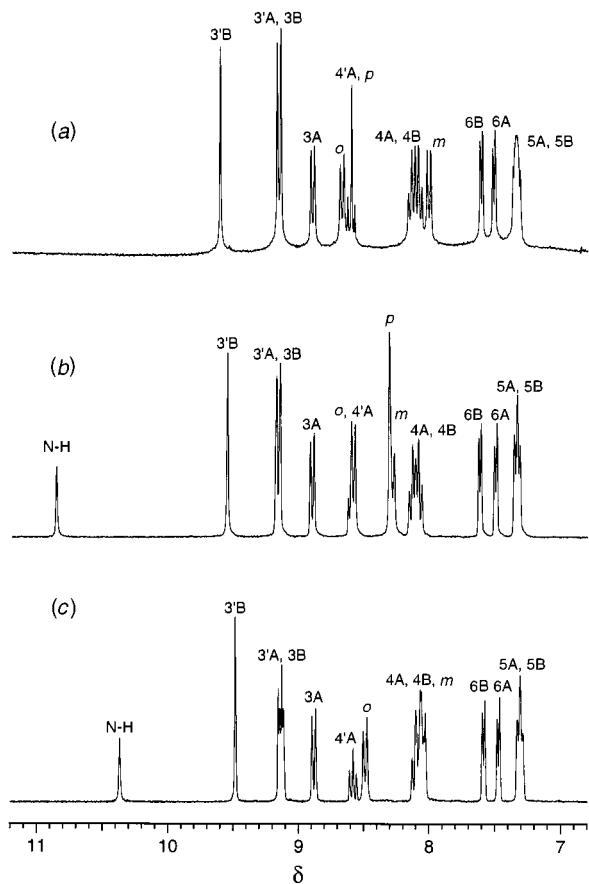 (a)
3'B
3'A, 3B
3A
o
4'A, p
4A, 4B
m
6B
6A
5A, 5B
(b)
N-H
3'B
3'A, 3B
3A
o, 4'A
p
m
4A, 4B
6B
6A
5A, 5B
(c)
N-H
3'B
3'A, 3B
3A
4'A
o
4A, 4B, m
6B
6A
5A, 5B
11 10 9 8 7
δ